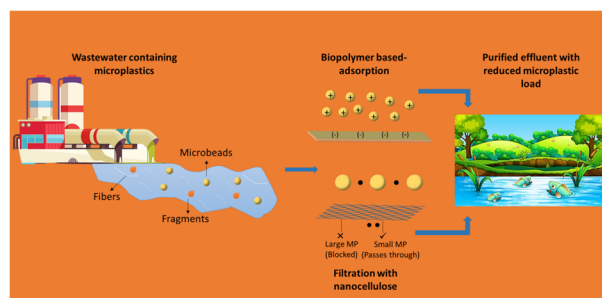 Wastewater containing
microplastics
Microbeads
Fibers
Fragments
Biopolymer based-
adsorption
+ + + + + + + + +
(-) (-) (-) (-)
✕ ✓
Large MP
(Blocked)
Small MP
(Passes through)
Filtration with
nanocellulose
Purified effluent with
reduced microplastic
load